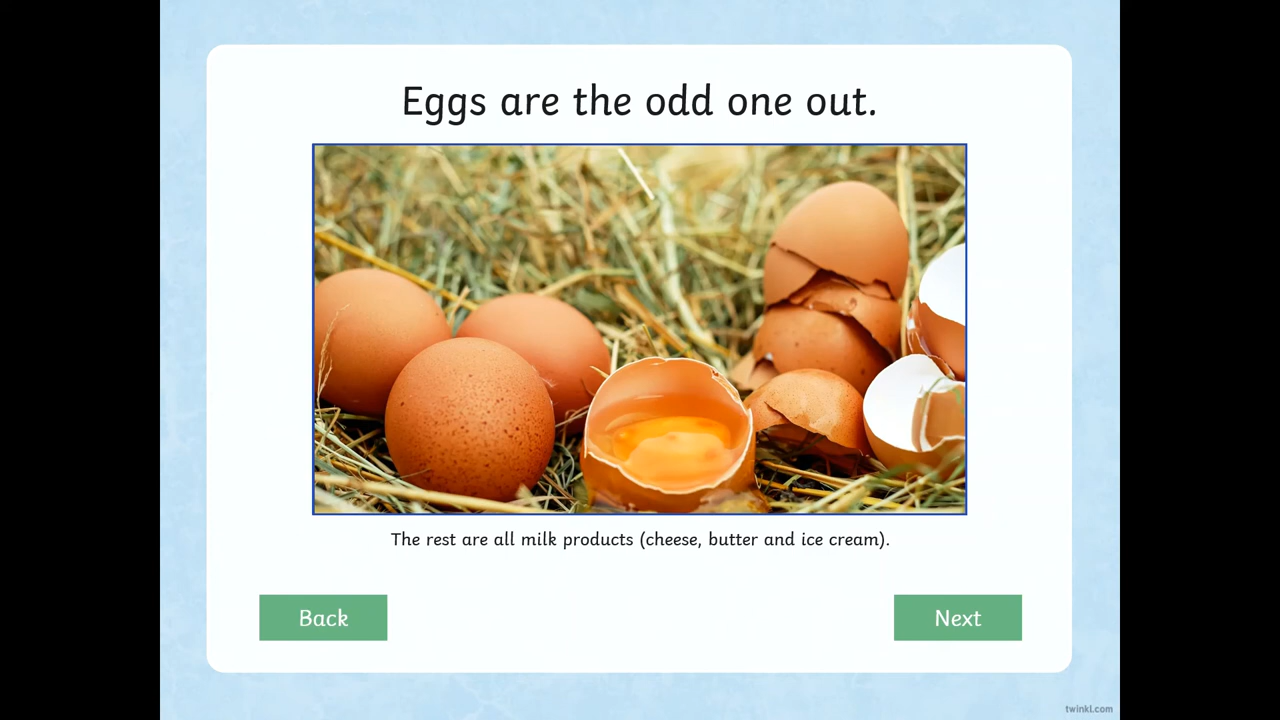 Eggs are the odd one out.
The rest are all milk products (cheese, butter and ice cream).
Back
Next
twinkl.com